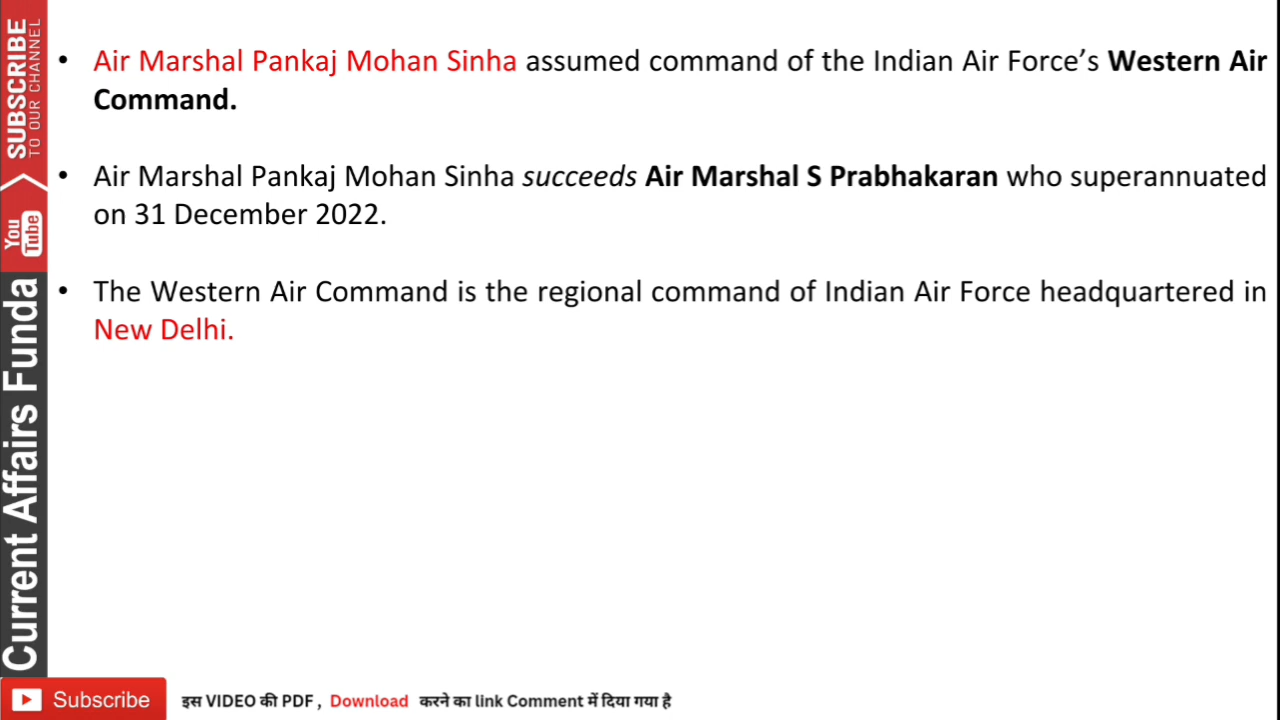 • Air Marshal Pankaj Mohan Sinha assumed command of the Indian Air Force’s Western Air
Command.
• Air Marshal Pankaj Mohan Sinha succeeds Air Marshal S Prabhakaran who superannuated
on 31 December 2022.
• The Western Air Command is the regional command of Indian Air Force headquartered in
New Delhi.
SUBSCRIBE
TO OUR CHANNEL
You
Tube
Current Affairs Funda
Subscribe
इस VIDEO की PDF , Download करने का link Comment में दिया गया है